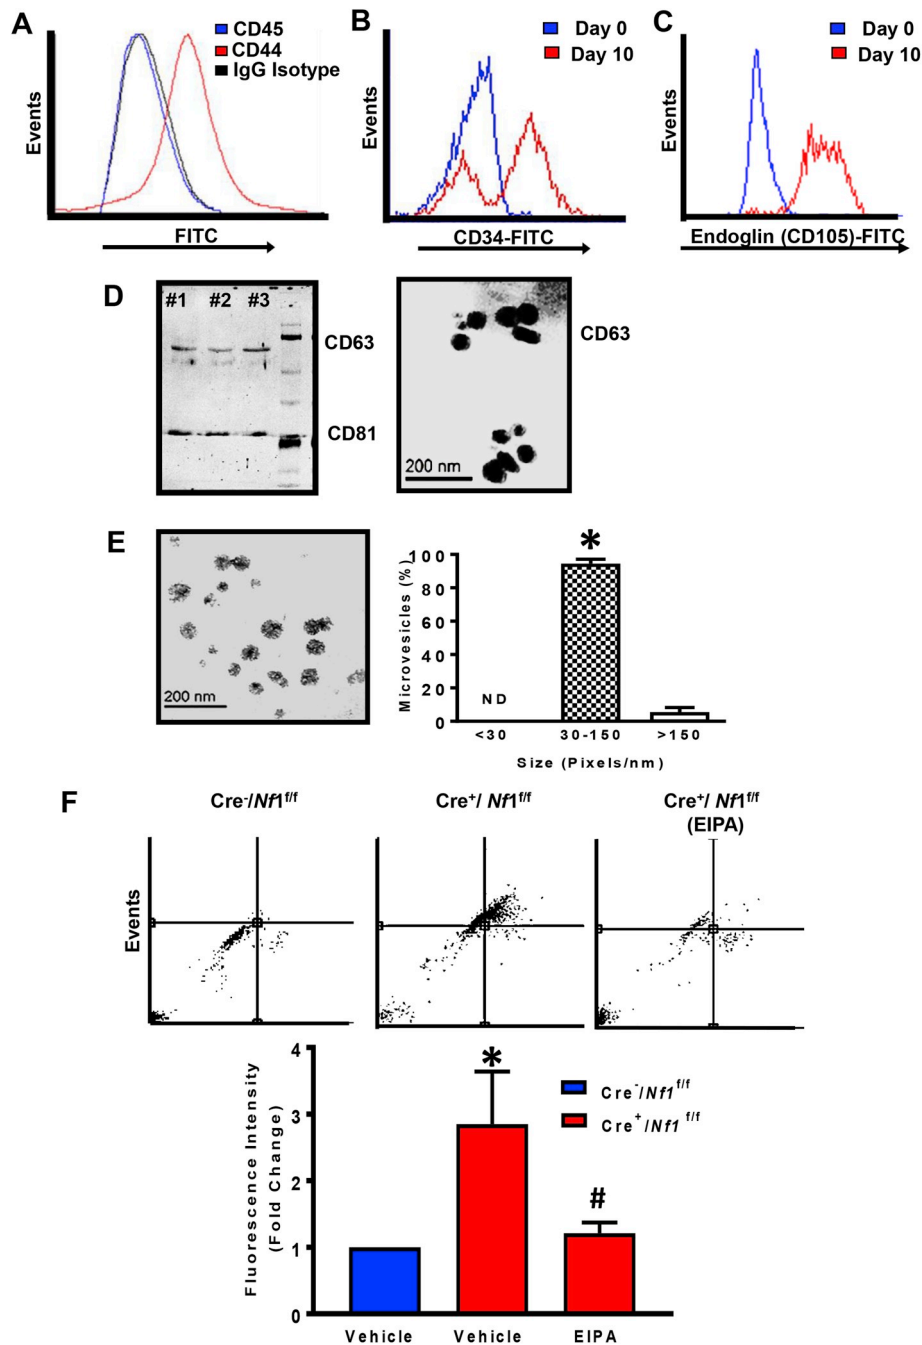 A
CD45
CD44
IgG Isotype
Events
FITC
B
Day 0
Day 10
Events
CD34-FITC
C
Day 0
Day 10
Events
Endoglin (CD105)-FITC
D
#1 #2 #3
CD63
CD81
200 nm
CD63
E
200 nm
Microvesicles (%)
100
80
60
40
20
0
ND
<30 30-150 >150
Size (Pixels/nm)
*
F
Cre-/Nf1f/f
Cre+/ Nf1f/f
Cre+/ Nf1f/f
(EIPA)
Events
Fluorescence Intensity
(Fold Change)
4
3
2
1
0
*
#
Cre-/Nf1f/f
Cre+/Nf1 f/f
Vehicle Vehicle EIPA